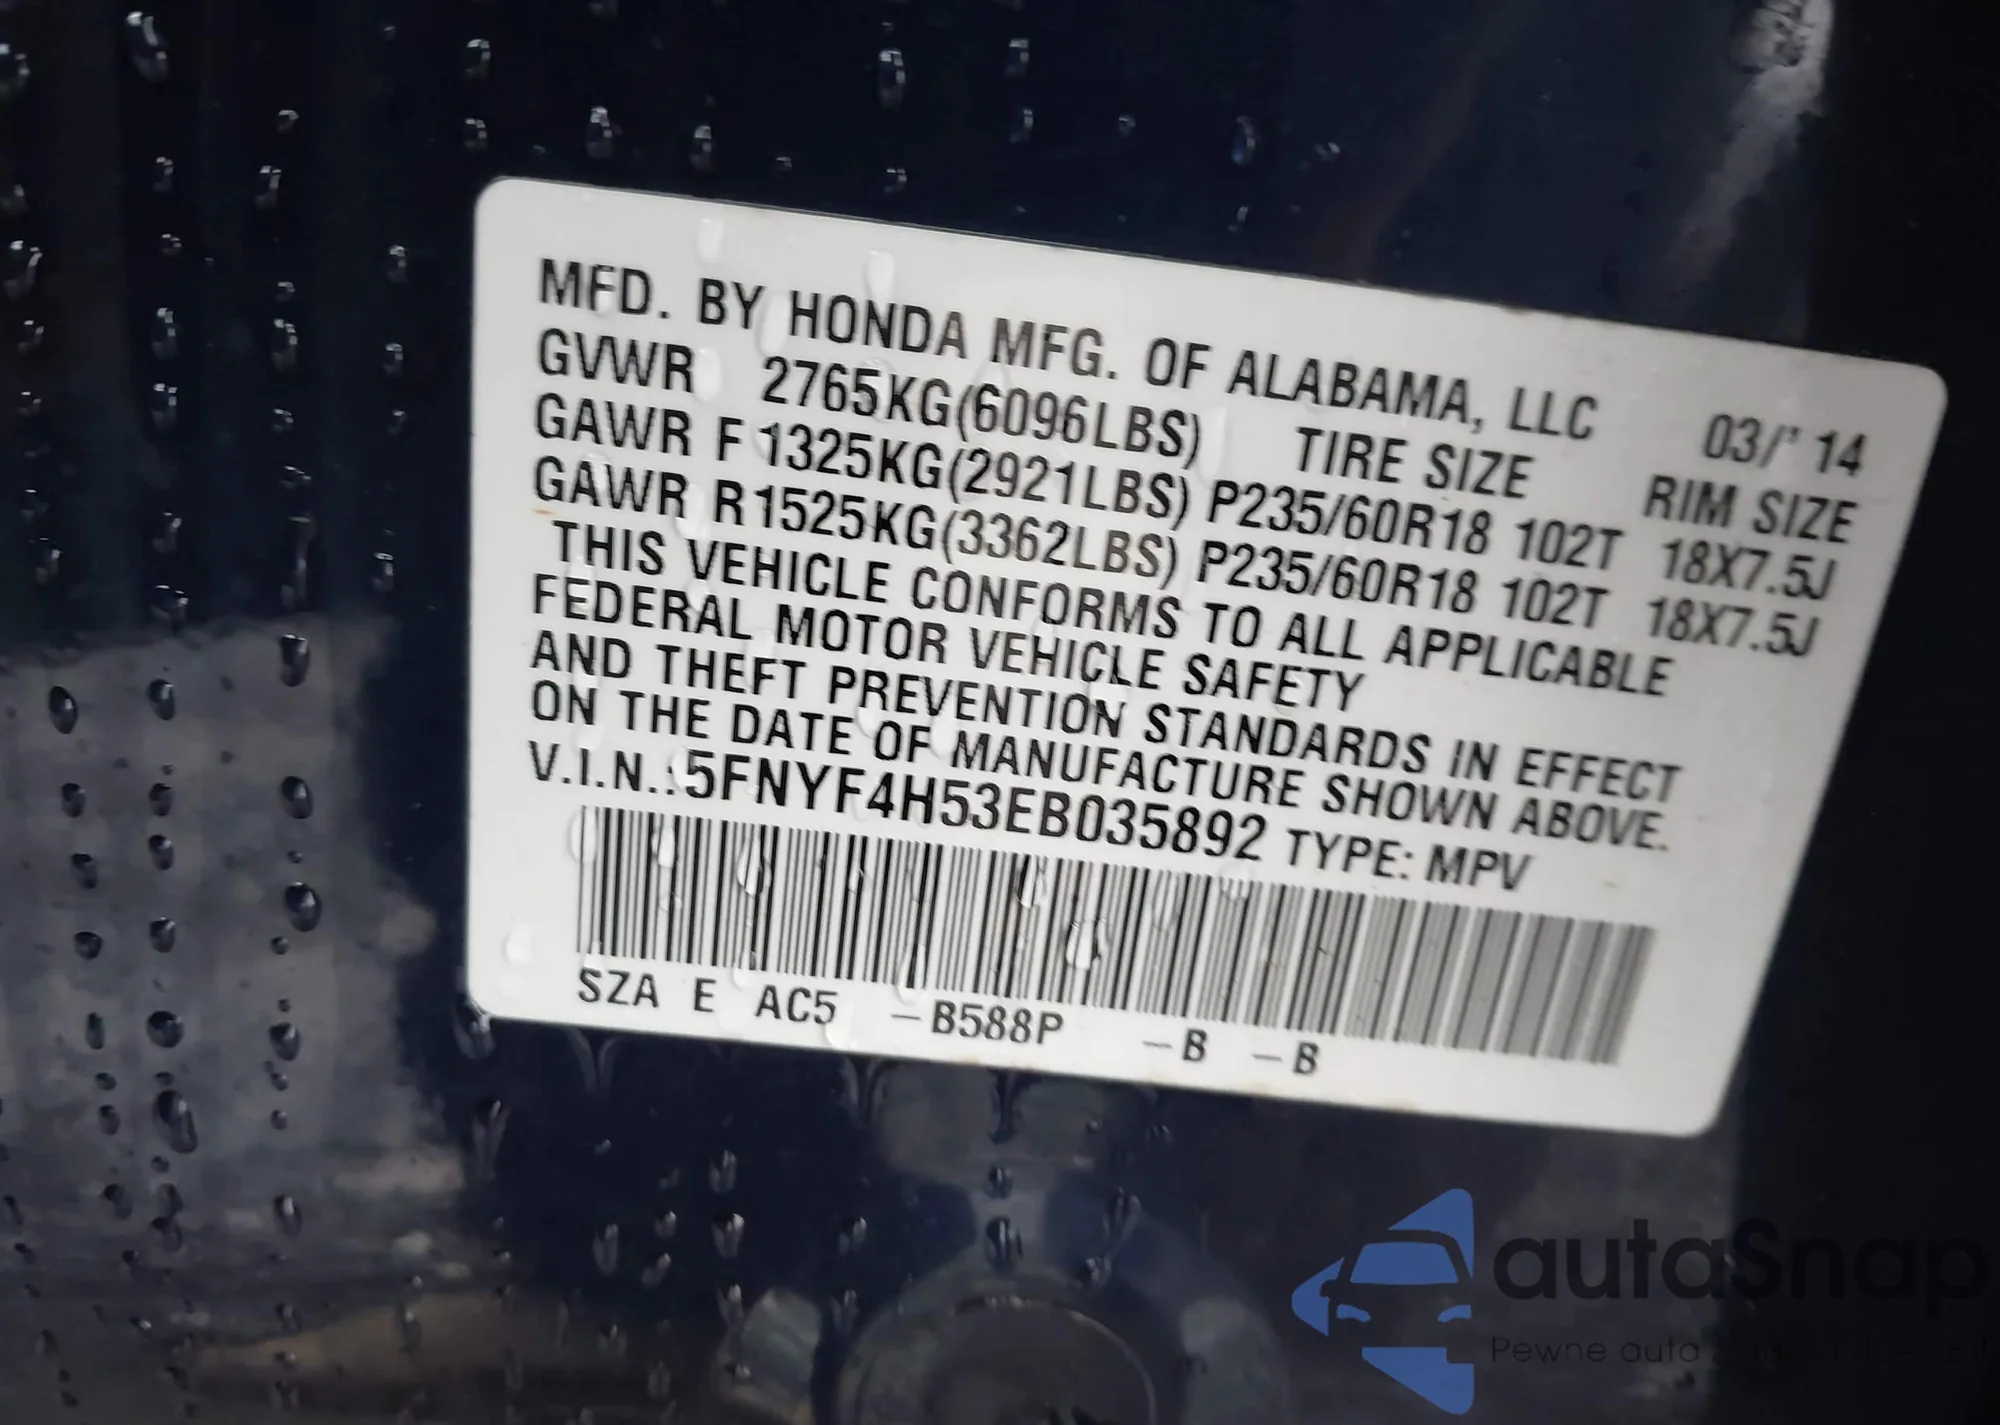 MFD. BY HONDA MFG. OF ALABAMA, LLC 03/' 14
GVWR 2765KG(6096LBS) TIRE SIZE RIM SIZE
GAWR F 1325KG(2921LBS) P235/60R18 102T 18X7.5J
GAWR R 1525KG(3362LBS) P235/60R18 102T 18X7.5J
THIS VEHICLE CONFORMS TO ALL APPLICABLE
FEDERAL MOTOR VEHICLE SAFETY
AND THEFT PREVENTION STANDARDS IN EFFECT
ON THE DATE OF MANUFACTURE SHOWN ABOVE.
V.I.N.:5FNYF4H53EB035892 TYPE: MPV
SZA E AC5 -B588P -B -B
autaSnap
Pewne auta